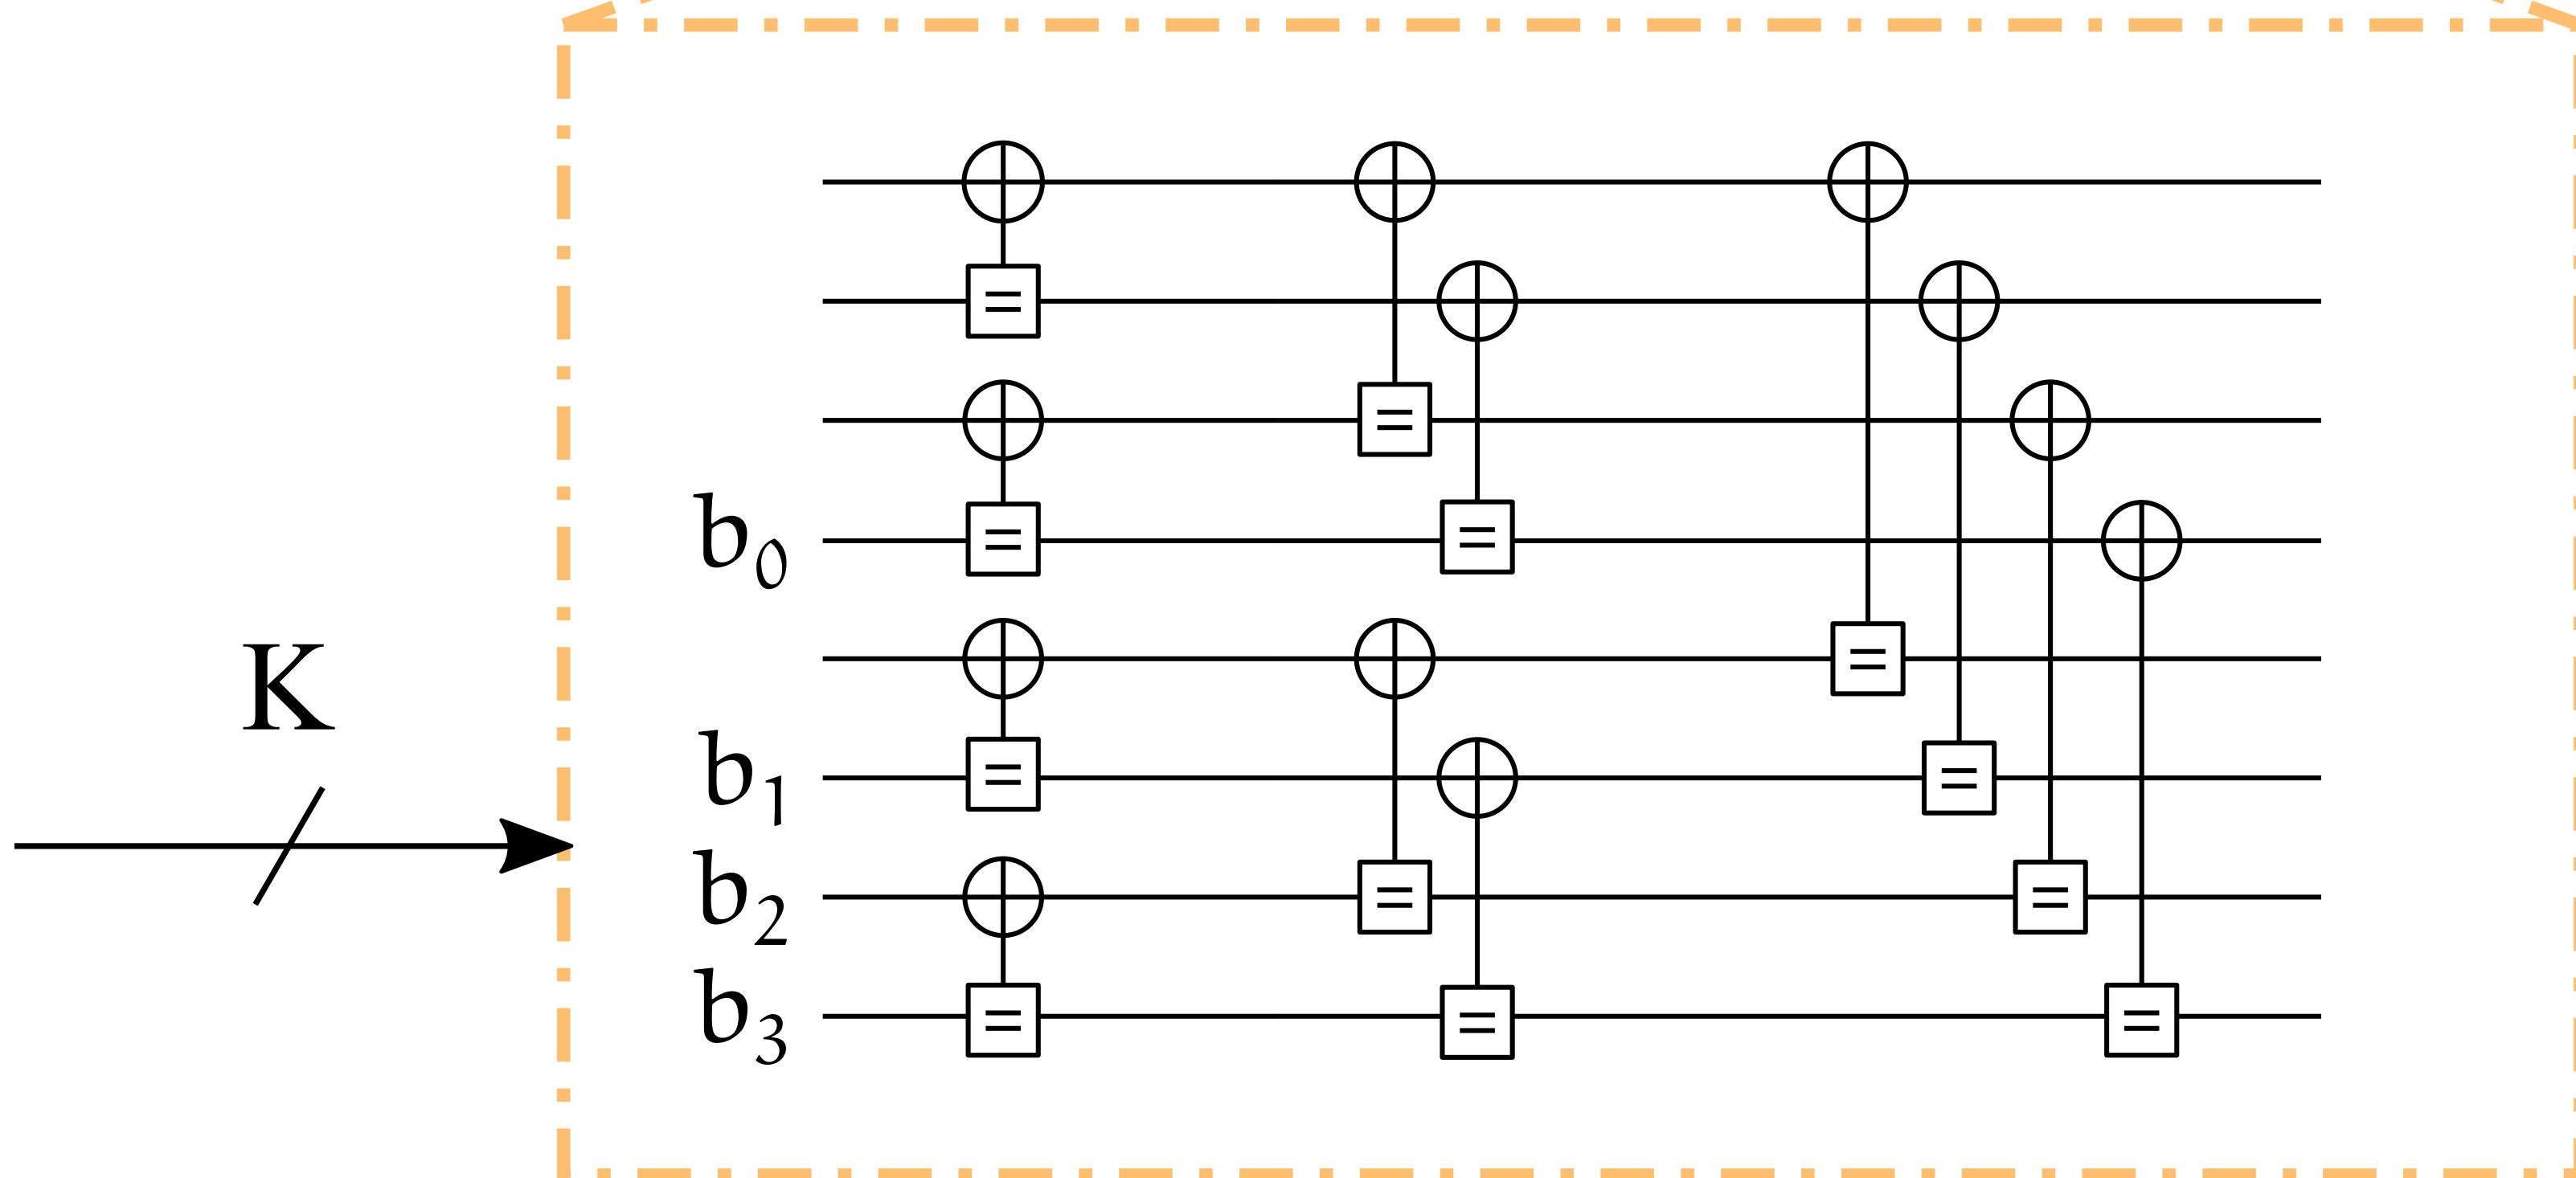 K
b0
b1
b2
b3
=
=
=
=
=
=
=
=
=
=
=
=